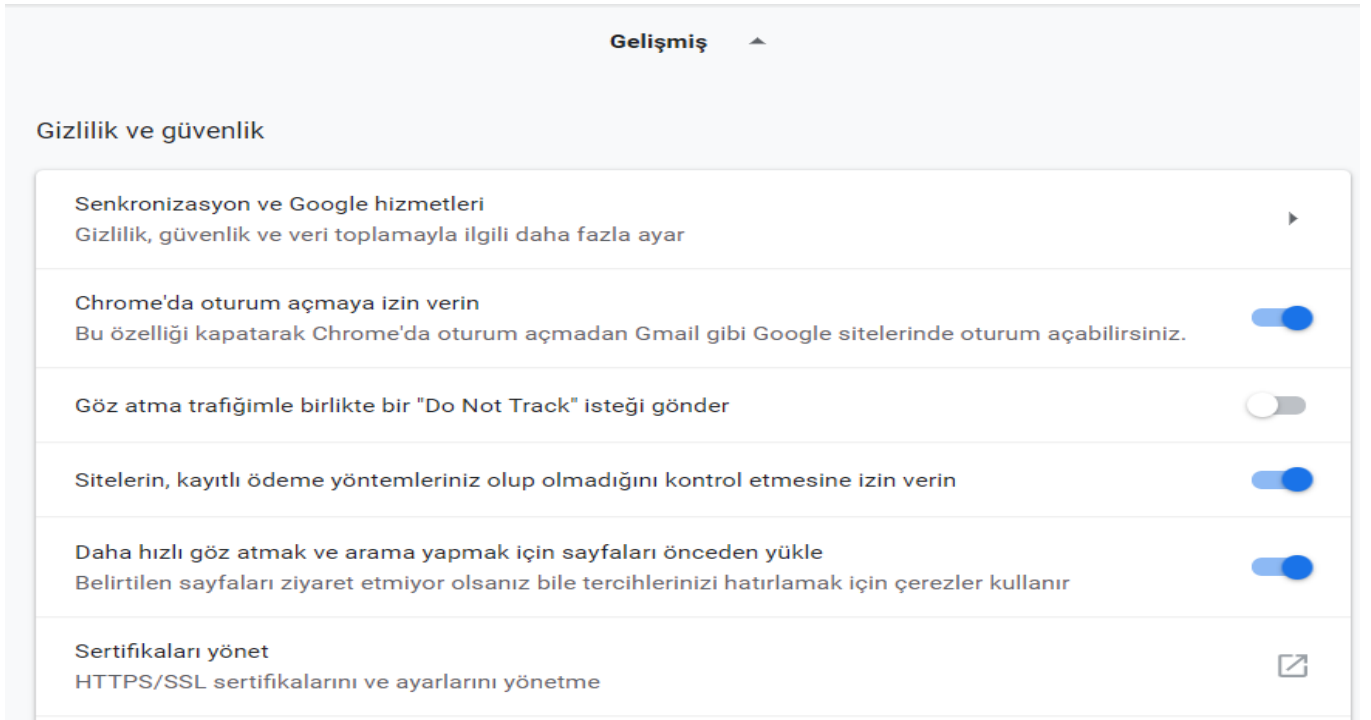 Gelişmiş
Gizlilik ve güvenlik
Senkronizasyon ve Google hizmetleri
Gizlilik, güvenlik ve veri toplamayla ilgili daha fazla ayar
Chrome'da oturum açmaya izin verin
Bu özelliği kapatarak Chrome'da oturum açmadan Gmail gibi Google sitelerinde oturum açabilirsiniz.
Göz atma trafiğimle birlikte bir "Do Not Track" isteği gönder
Sitelerin, kayıtlı ödeme yöntemleriniz olup olmadığını kontrol etmesine izin verin
Daha hızlı göz atmak ve arama yapmak için sayfaları önceden yükle
Belirtilen sayfaları ziyaret etmiyor olsanız bile tercihlerinizi hatırlamak için çerezler kullanır
Sertifikaları yönet
HTTPS/SSL sertifikalarını ve ayarlarını yönetme